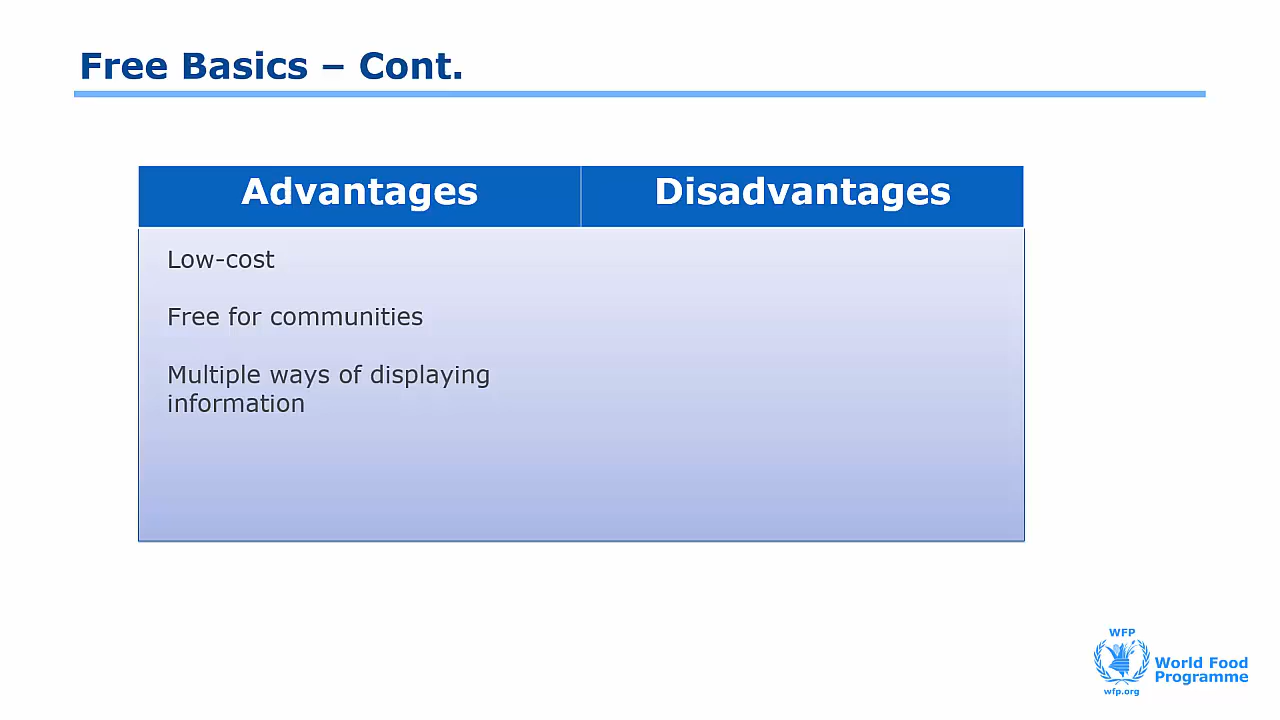 Free Basics – Cont.
Advantages
Disadvantages
Low-cost
Free for communities
Multiple ways of displaying
information
WFP
World Food
Programme
wfp.org